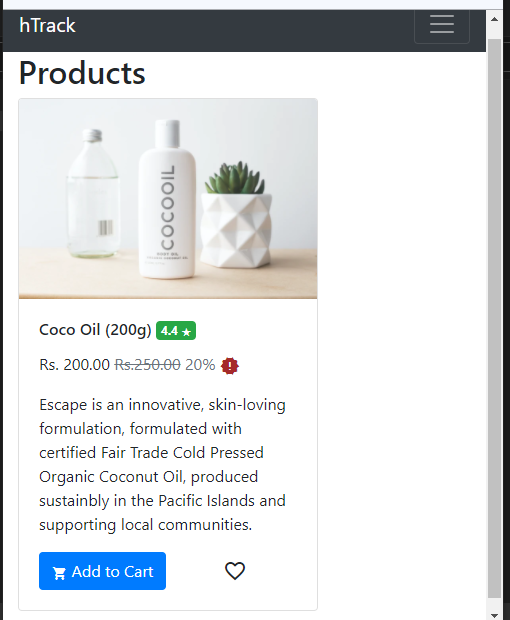 hTrack
Products
COCOOIL
Coco Oil (200g) 4.4 ★
Rs. 200.00 Rs.250.00 20%
Escape is an innovative, skin-loving
formulation, formulated with
certified Fair Trade Cold Pressed
Organic Coconut Oil, produced
sustainbly in the Pacific Islands and
supporting local communities.
Add to Cart